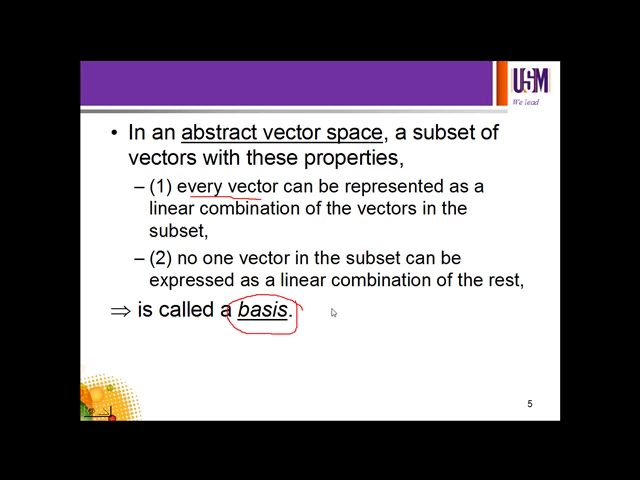 USM
We lead
• In an abstract vector space, a subset of
vectors with these properties,
– (1) every vector can be represented as a
linear combination of the vectors in the
subset,
– (2) no one vector in the subset can be
expressed as a linear combination of the rest,
⇒ is called a basis.
5